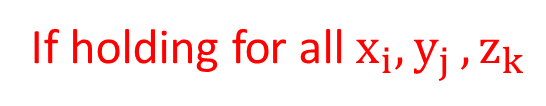 If holding for all xᵢ, yⱼ , zₖ